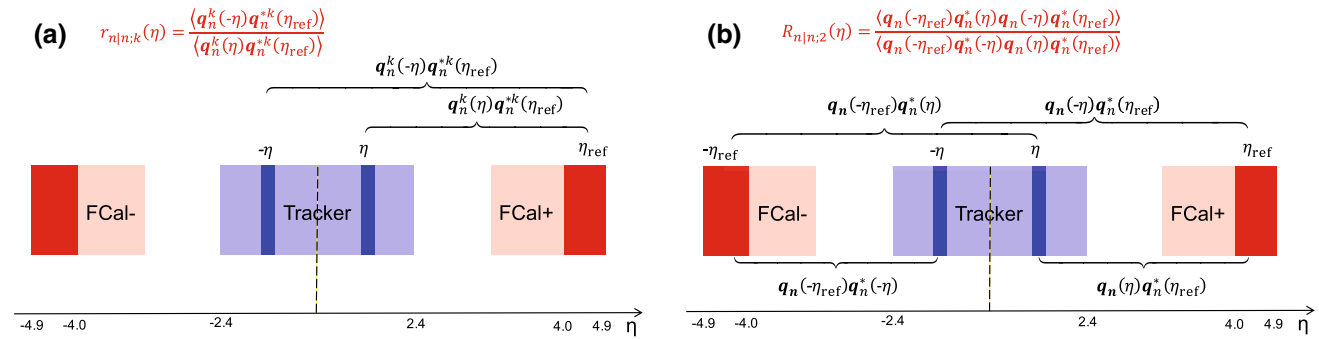 (a) r_{n|n;k}(η) = ⟨q_n^k(-η)q_n^{*k}(η_ref)⟩ / ⟨q_n^k(η)q_n^{*k}(η_ref)⟩
q_n^k(-η)q_n^{*k}(η_ref)
q_n^k(η)q_n^{*k}(η_ref)
-η η η_ref
FCal- Tracker FCal+
-4.9 -4.0 -2.4 2.4 4.0 4.9 η
(b) R_{n|n;2}(η) = ⟨q_n(-η_ref)q_n^*(η)q_n(-η)q_n^*(η_ref)⟩ / ⟨q_n(-η_ref)q_n^*(-η)q_n(η)q_n^*(η_ref)⟩
q_n(-η_ref)q_n^*(η) q_n(-η)q_n^*(η_ref)
-η_ref -η η η_ref
FCal- Tracker FCal+
q_n(-η_ref)q_n^*(-η) q_n(η)q_n^*(η_ref)
-4.9 -4.0 -2.4 2.4 4.0 4.9 η